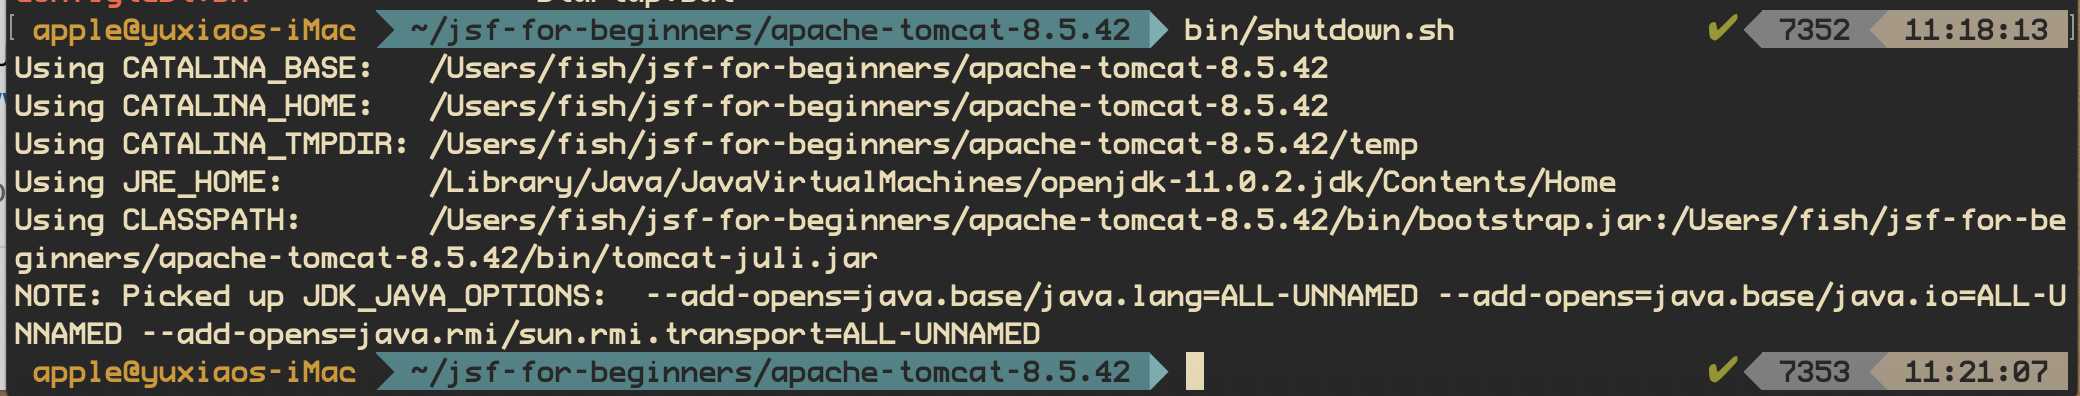 apple@yuxiaos-iMac ~/jsf-for-beginners/apache-tomcat-8.5.42 bin/shutdown.sh ✔ 7352 11:18:13
Using CATALINA_BASE: /Users/fish/jsf-for-beginners/apache-tomcat-8.5.42
Using CATALINA_HOME: /Users/fish/jsf-for-beginners/apache-tomcat-8.5.42
Using CATALINA_TMPDIR: /Users/fish/jsf-for-beginners/apache-tomcat-8.5.42/temp
Using JRE_HOME: /Library/Java/JavaVirtualMachines/openjdk-11.0.2.jdk/Contents/Home
Using CLASSPATH: /Users/fish/jsf-for-beginners/apache-tomcat-8.5.42/bin/bootstrap.jar:/Users/fish/jsf-for-be
ginners/apache-tomcat-8.5.42/bin/tomcat-juli.jar
NOTE: Picked up JDK_JAVA_OPTIONS:  --add-opens=java.base/java.lang=ALL-UNNAMED --add-opens=java.base/java.io=ALL-U
NNAMED --add-opens=java.rmi/sun.rmi.transport=ALL-UNNAMED
apple@yuxiaos-iMac ~/jsf-for-beginners/apache-tomcat-8.5.42 ✔ 7353 11:21:07